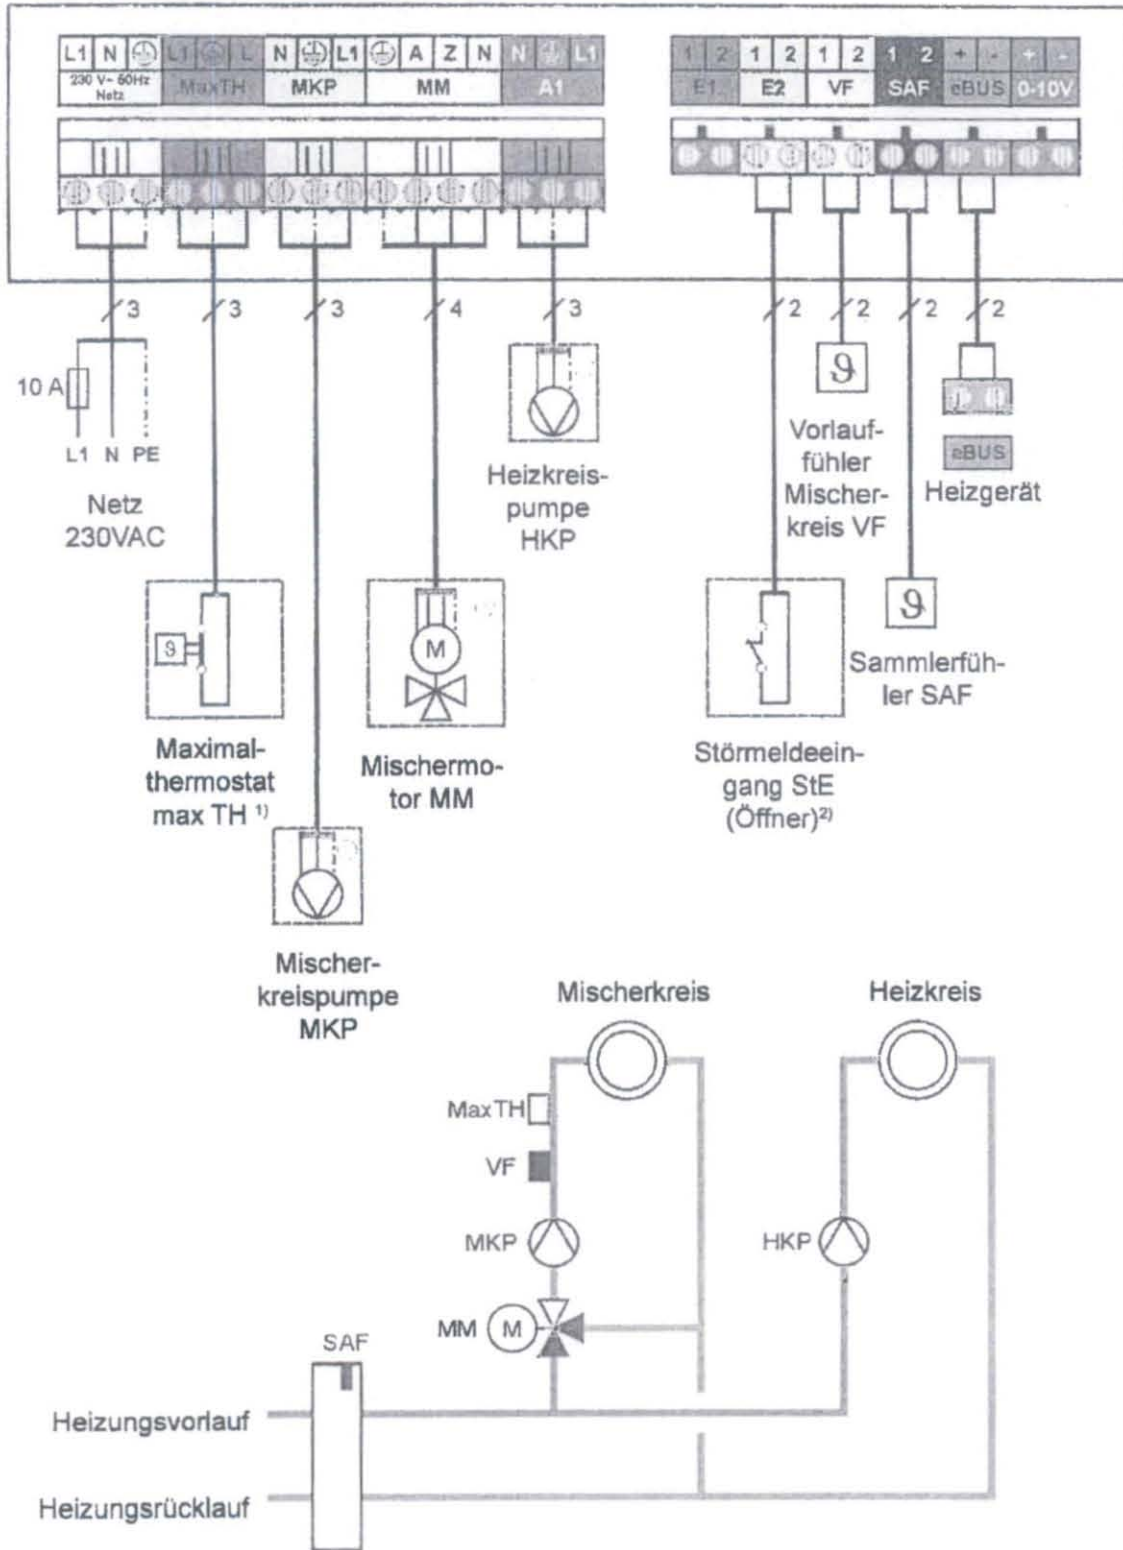 L1 N L1 L N L1 A Z N N L1
230 V~ 60Hz
Netz
MaxTH MKP MM A1
1 2 1 2 1 2 1 2 + - + -
E1 E2 VF SAF eBUS 0-10V
3 3 3 4 3 2 2 2 2
10 A
L1 N PE
Netz
230VAC
Heizkreis-
pumpe
HKP
Vorlauf-
fühler
Mischer-
kreis VF
eBUS
Heizgerät
Maximal-
thermostat
max TH 1)
Mischermo-
tor MM
M
Störmeldeein-
gang StE
(Öffner)2)
ϑ
ϑ
ϑ
Sammlerfüh-
ler SAF
Mischer-
kreispumpe
MKP
Mischerkreis
Heizkreis
MaxTH
VF
MKP
HKP
MM M
SAF
Heizungsvorlauf
Heizungsrücklauf